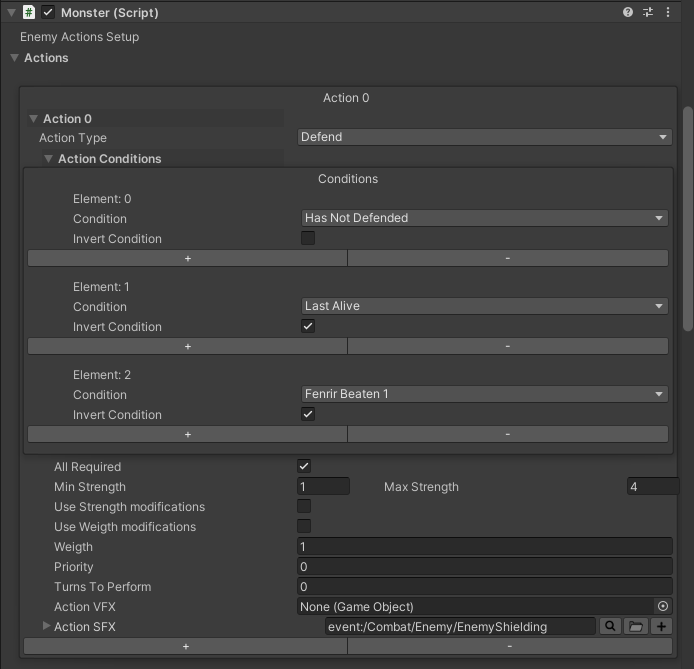 # Monster (Script)
Enemy Actions Setup
Actions
Action 0
Action 0
Action Type Defend
Action Conditions
Conditions
Element: 0
Condition Has Not Defended
Invert Condition
+ -
Element: 1
Condition Last Alive
Invert Condition
+ -
Element: 2
Condition Fenrir Beaten 1
Invert Condition
+ -
All Required
Min Strength 1 Max Strength 4
Use Strength modifications
Use Weigth modifications
Weigth 1
Priority 0
Turns To Perform 0
Action VFX None (Game Object)
Action SFX event:/Combat/Enemy/EnemyShielding +
+ -